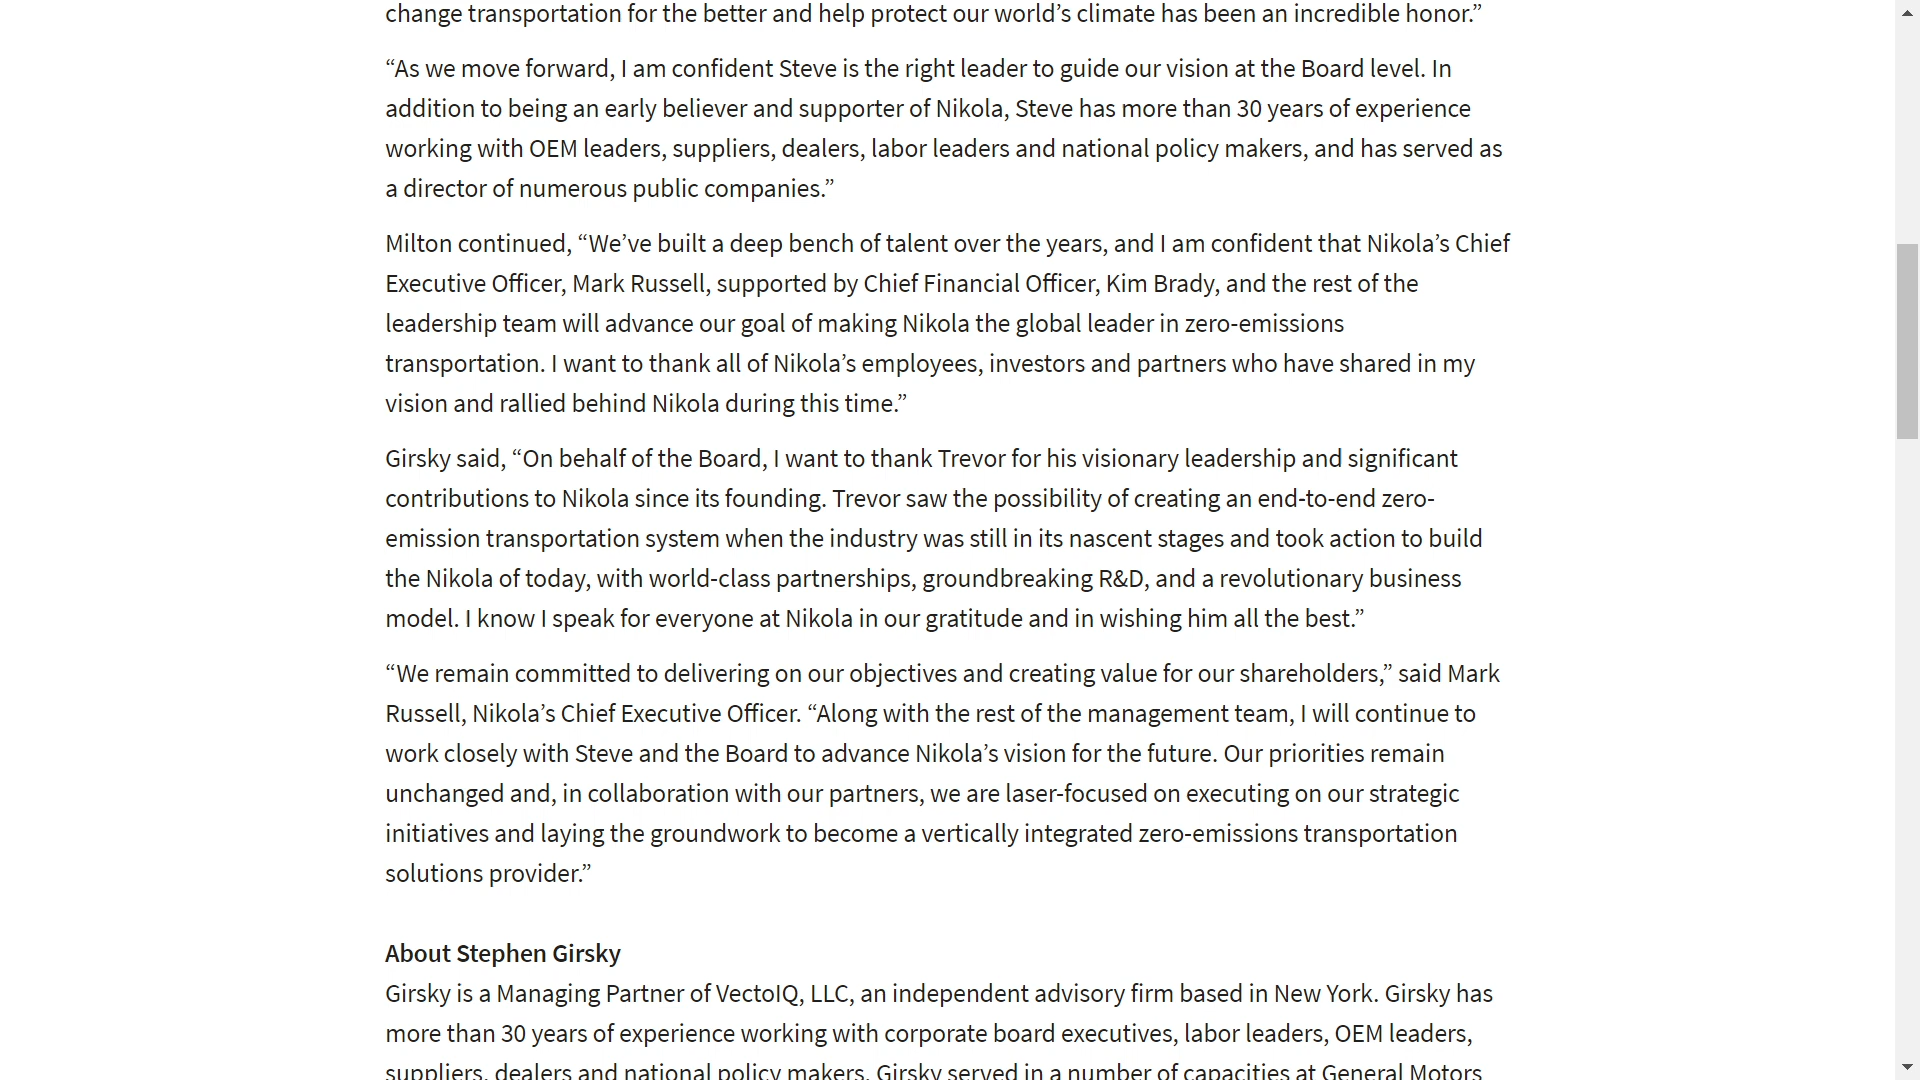 change transportation for the better and help protect our world’s climate has been an incredible honor.”
“As we move forward, I am confident Steve is the right leader to guide our vision at the Board level. In
addition to being an early believer and supporter of Nikola, Steve has more than 30 years of experience
working with OEM leaders, suppliers, dealers, labor leaders and national policy makers, and has served as
a director of numerous public companies.”
Milton continued, “We’ve built a deep bench of talent over the years, and I am confident that Nikola’s Chief
Executive Officer, Mark Russell, supported by Chief Financial Officer, Kim Brady, and the rest of the
leadership team will advance our goal of making Nikola the global leader in zero-emissions
transportation. I want to thank all of Nikola’s employees, investors and partners who have shared in my
vision and rallied behind Nikola during this time.”
Girsky said, “On behalf of the Board, I want to thank Trevor for his visionary leadership and significant
contributions to Nikola since its founding. Trevor saw the possibility of creating an end-to-end zero-
emission transportation system when the industry was still in its nascent stages and took action to build
the Nikola of today, with world-class partnerships, groundbreaking R&D, and a revolutionary business
model. I know I speak for everyone at Nikola in our gratitude and in wishing him all the best.”
“We remain committed to delivering on our objectives and creating value for our shareholders,” said Mark
Russell, Nikola’s Chief Executive Officer. “Along with the rest of the management team, I will continue to
work closely with Steve and the Board to advance Nikola’s vision for the future. Our priorities remain
unchanged and, in collaboration with our partners, we are laser-focused on executing on our strategic
initiatives and laying the groundwork to become a vertically integrated zero-emissions transportation
solutions provider.”
About Stephen Girsky
Girsky is a Managing Partner of VectoIQ, LLC, an independent advisory firm based in New York. Girsky has
more than 30 years of experience working with corporate board executives, labor leaders, OEM leaders,
suppliers, dealers and national policy makers. Girsky served in a number of capacities at General Motors